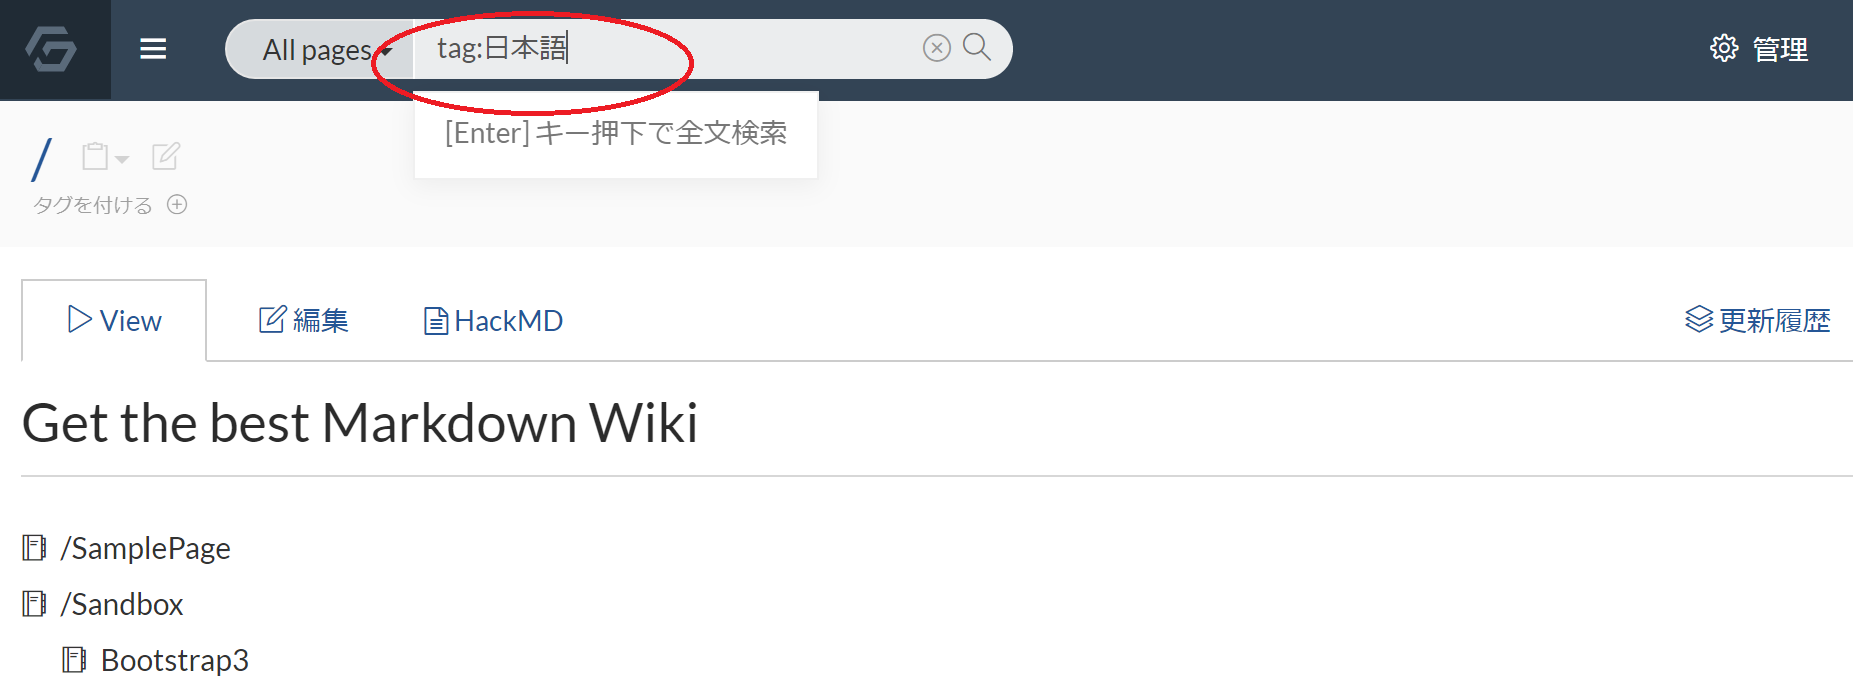 All pages
tag:日本語
管理
[Enter]キー押下で全文検索
/
タグを付ける
View
編集
HackMD
更新履歴
Get the best Markdown Wiki
/SamplePage
/Sandbox
Bootstrap3